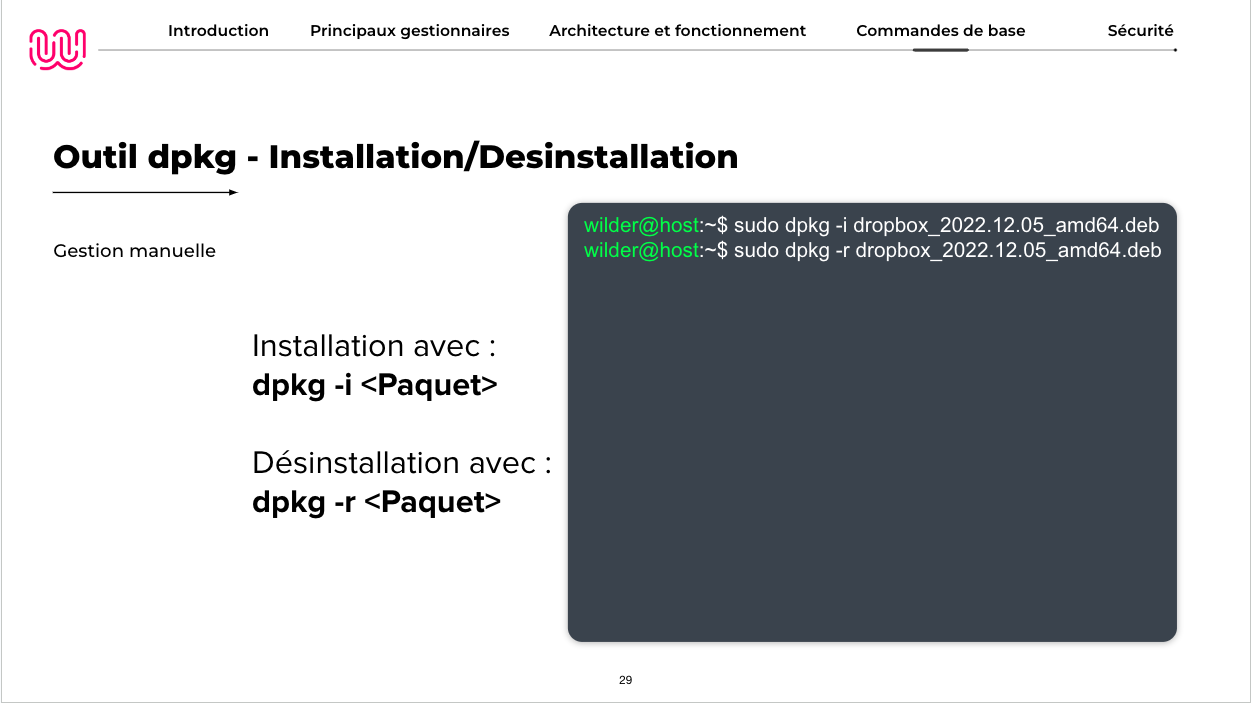 Introduction Principaux gestionnaires Architecture et fonctionnement Commandes de base Sécurité
Outil dpkg - Installation/Desinstallation
Gestion manuelle
Installation avec :
dpkg -i <Paquet>
Désinstallation avec :
dpkg -r <Paquet>
wilder@host:~$ sudo dpkg -i dropbox_2022.12.05_amd64.deb
wilder@host:~$ sudo dpkg -r dropbox_2022.12.05_amd64.deb
29